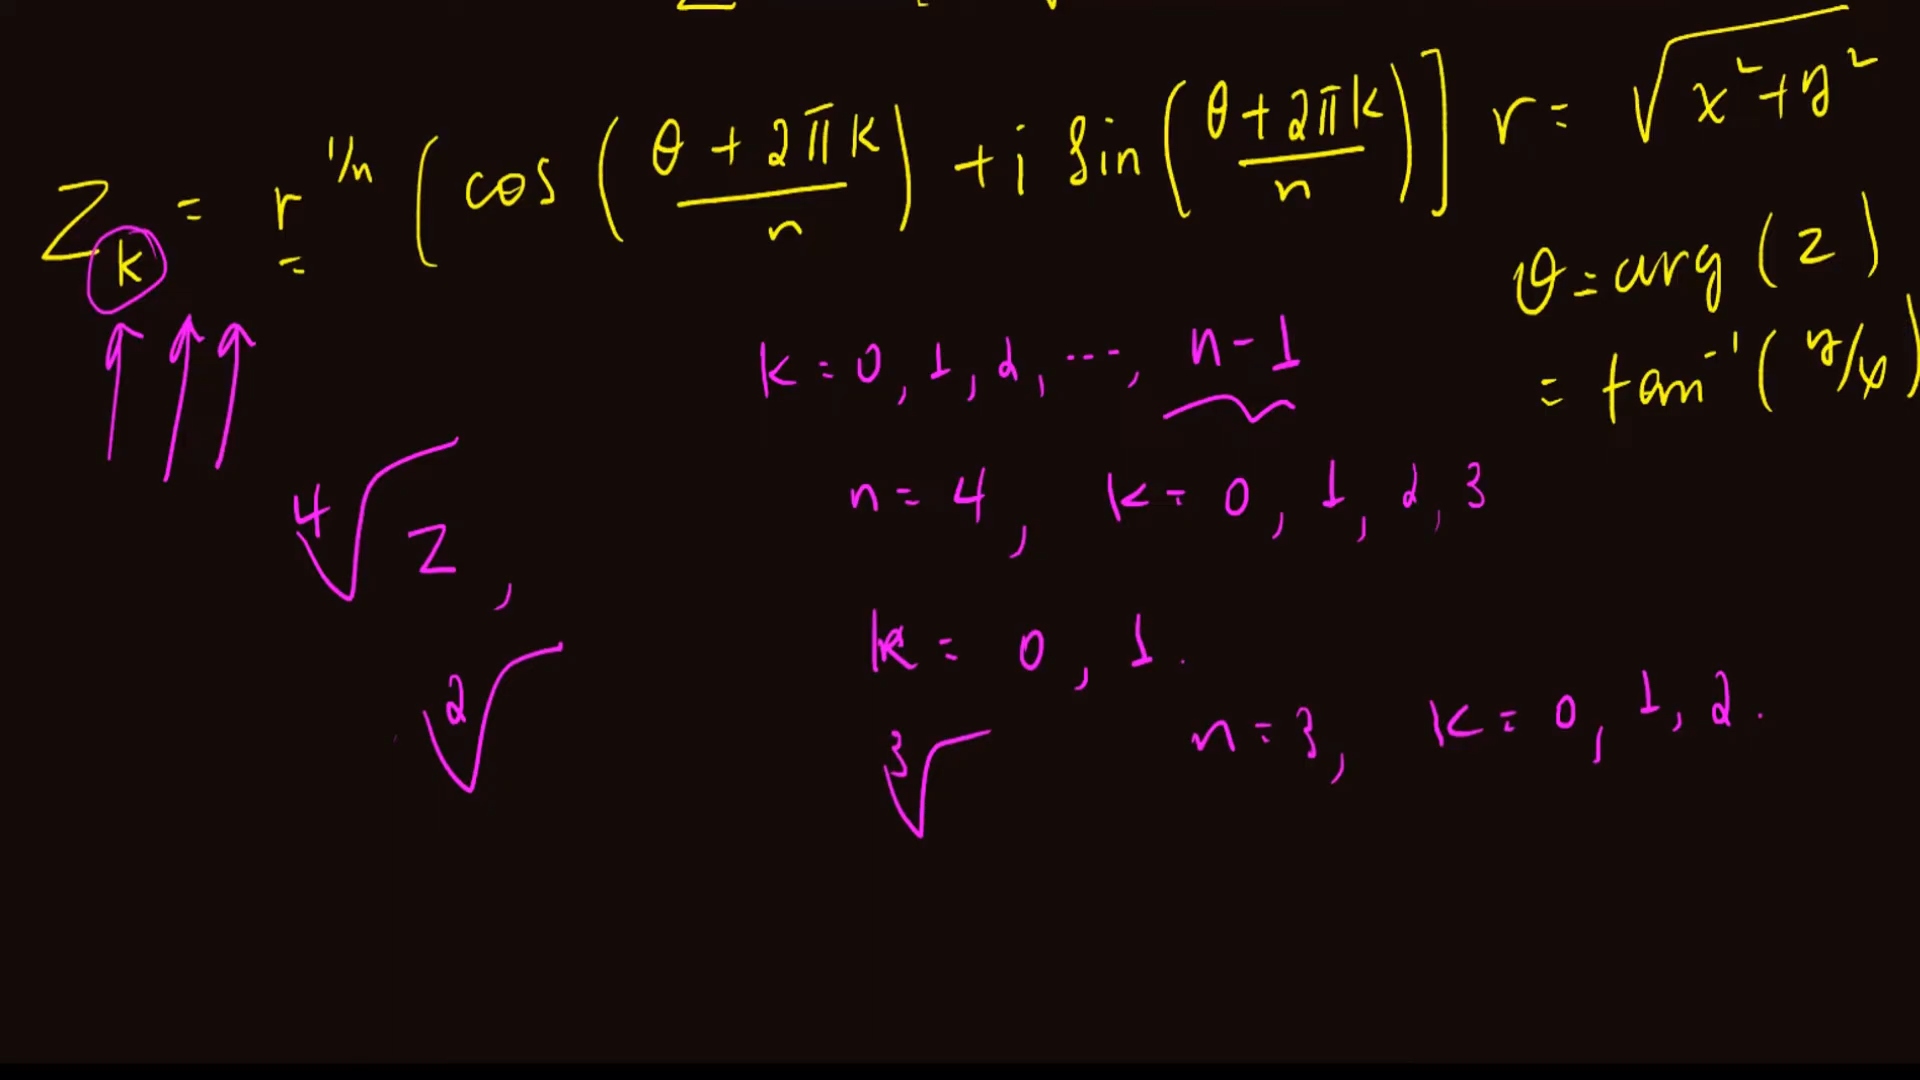 Z_k = r^{1/n} ( cos ( (θ + 2πk)/n ) + i sin ( (θ + 2πk)/n ) ] r = √(x² + y²)
θ = arg ( z )
= tan⁻¹ ( y/x )
k = 0, 1, 2, ..., n - 1
⁴√z ,
n = 4, k = 0, 1, 2, 3
²√
k = 0, 1.
³√ n = 3, k = 0, 1, 2.